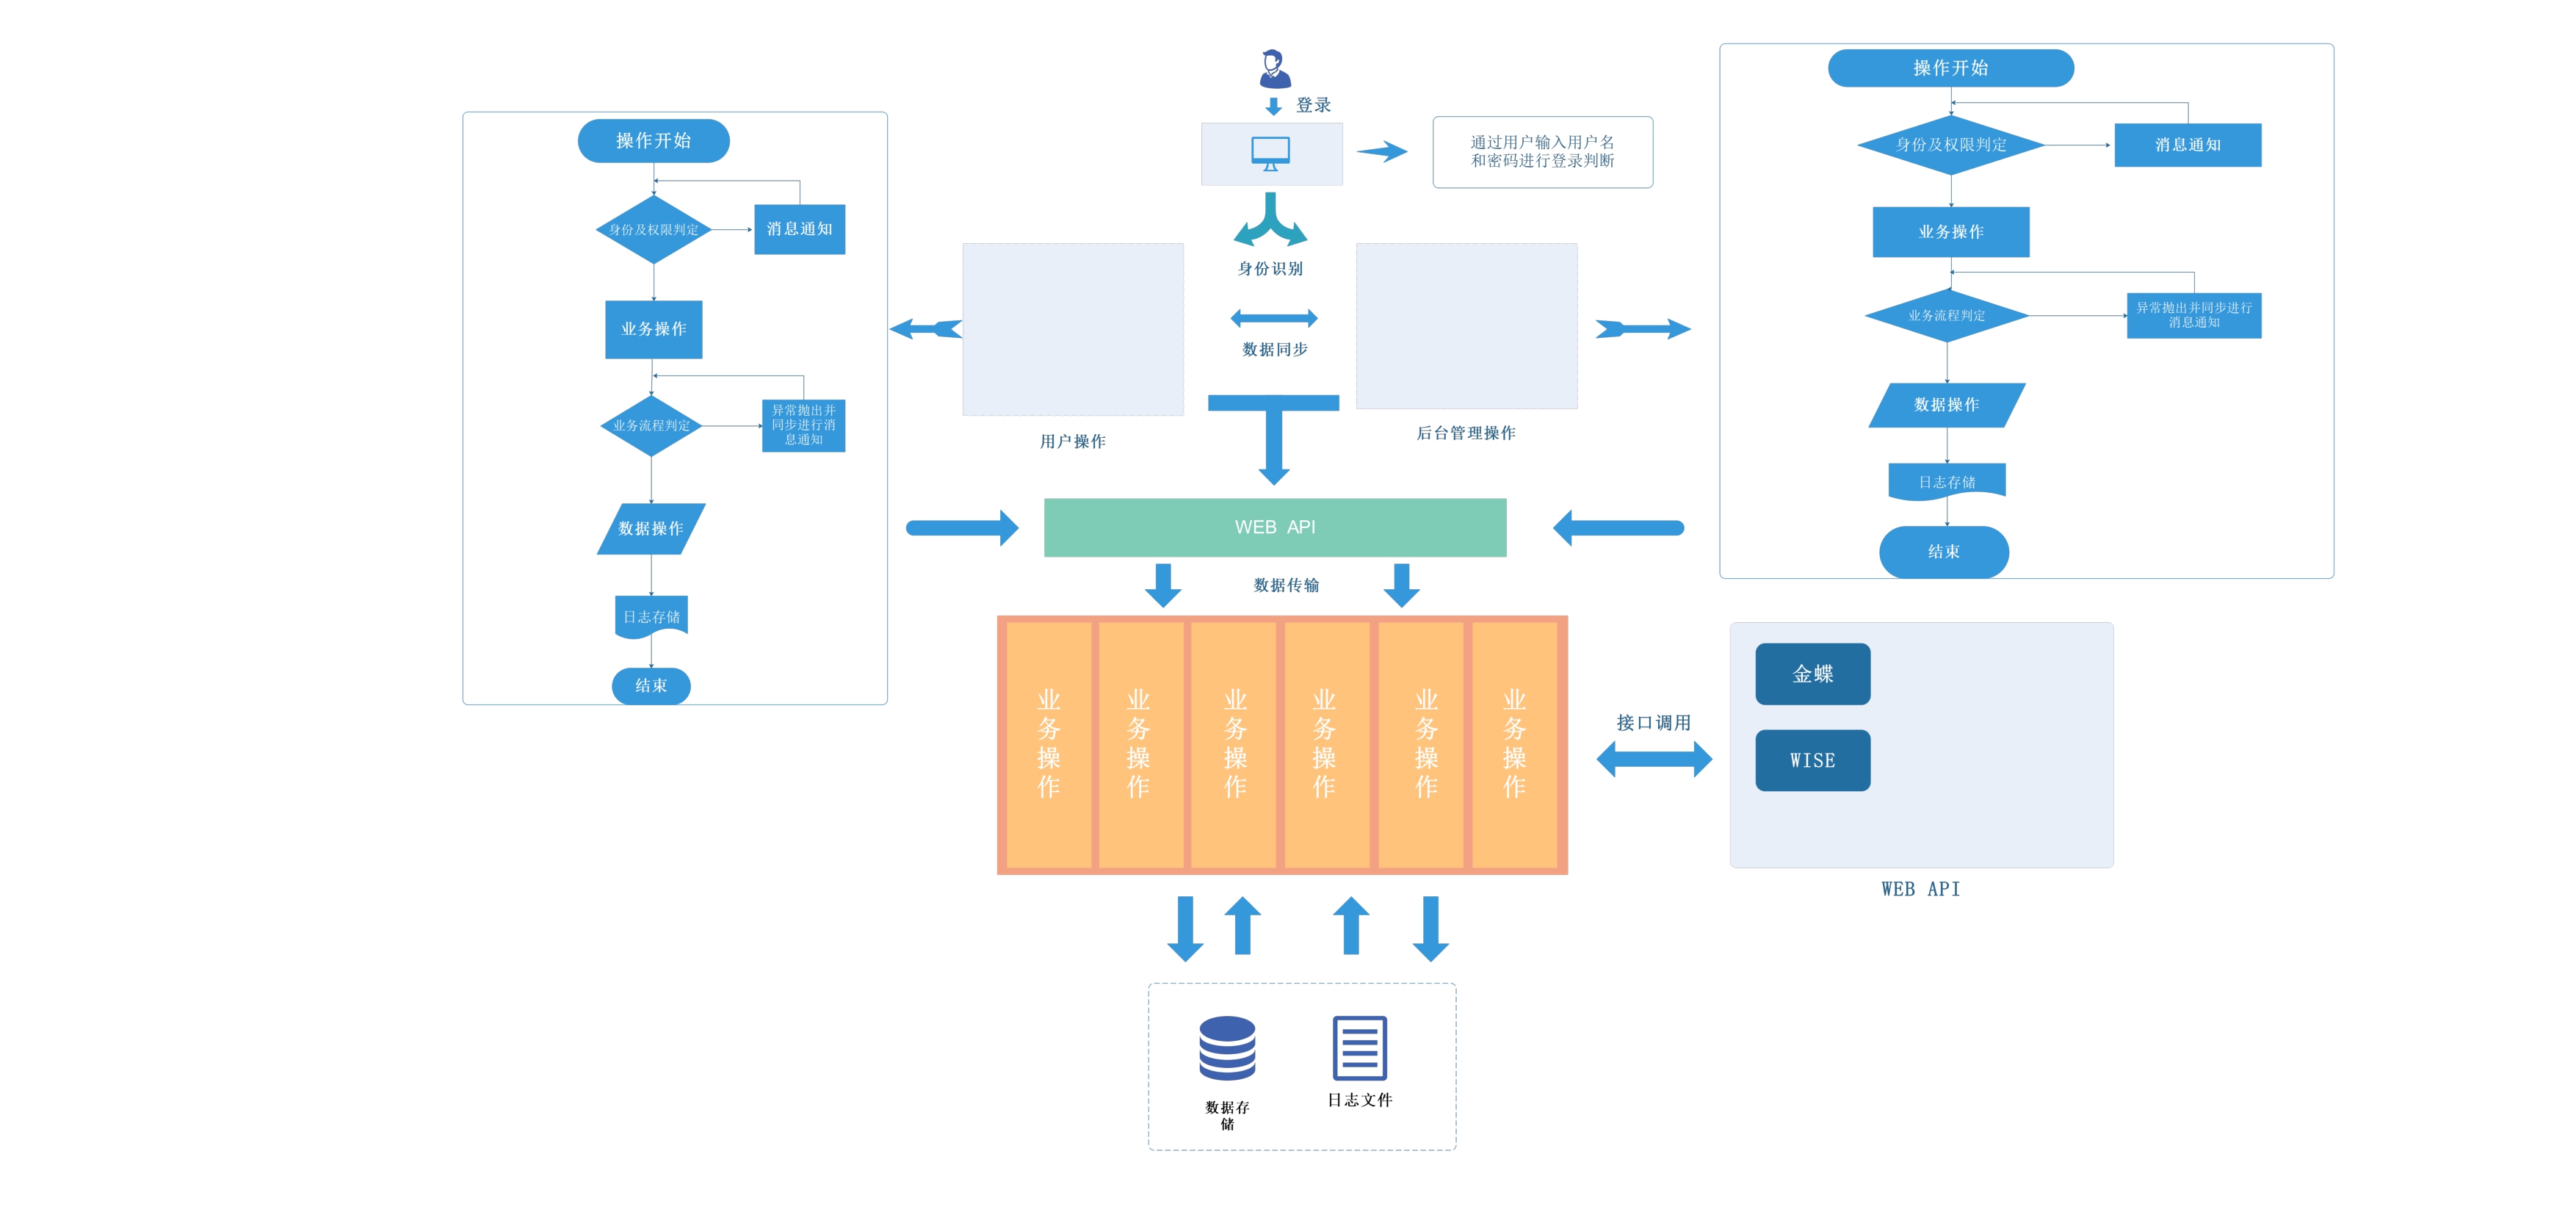 登录
通过用户输入用户名
和密码进行登录判断
身份识别
数据同步
用户操作
后台管理操作
操作开始
身份及权限判定
消息通知
业务操作
业务流程判定
异常抛出并
同步进行消
息通知
数据操作
日志存储
结束
操作开始
身份及权限判定
消息通知
业务操作
业务流程判定
异常抛出并同步进行
消息通知
数据操作
日志存储
结束
WEB API
数据传输
业务操作
业务操作
业务操作
业务操作
业务操作
业务操作
接口调用
金蝶
WISE
WEB API
数据存
储
日志文件